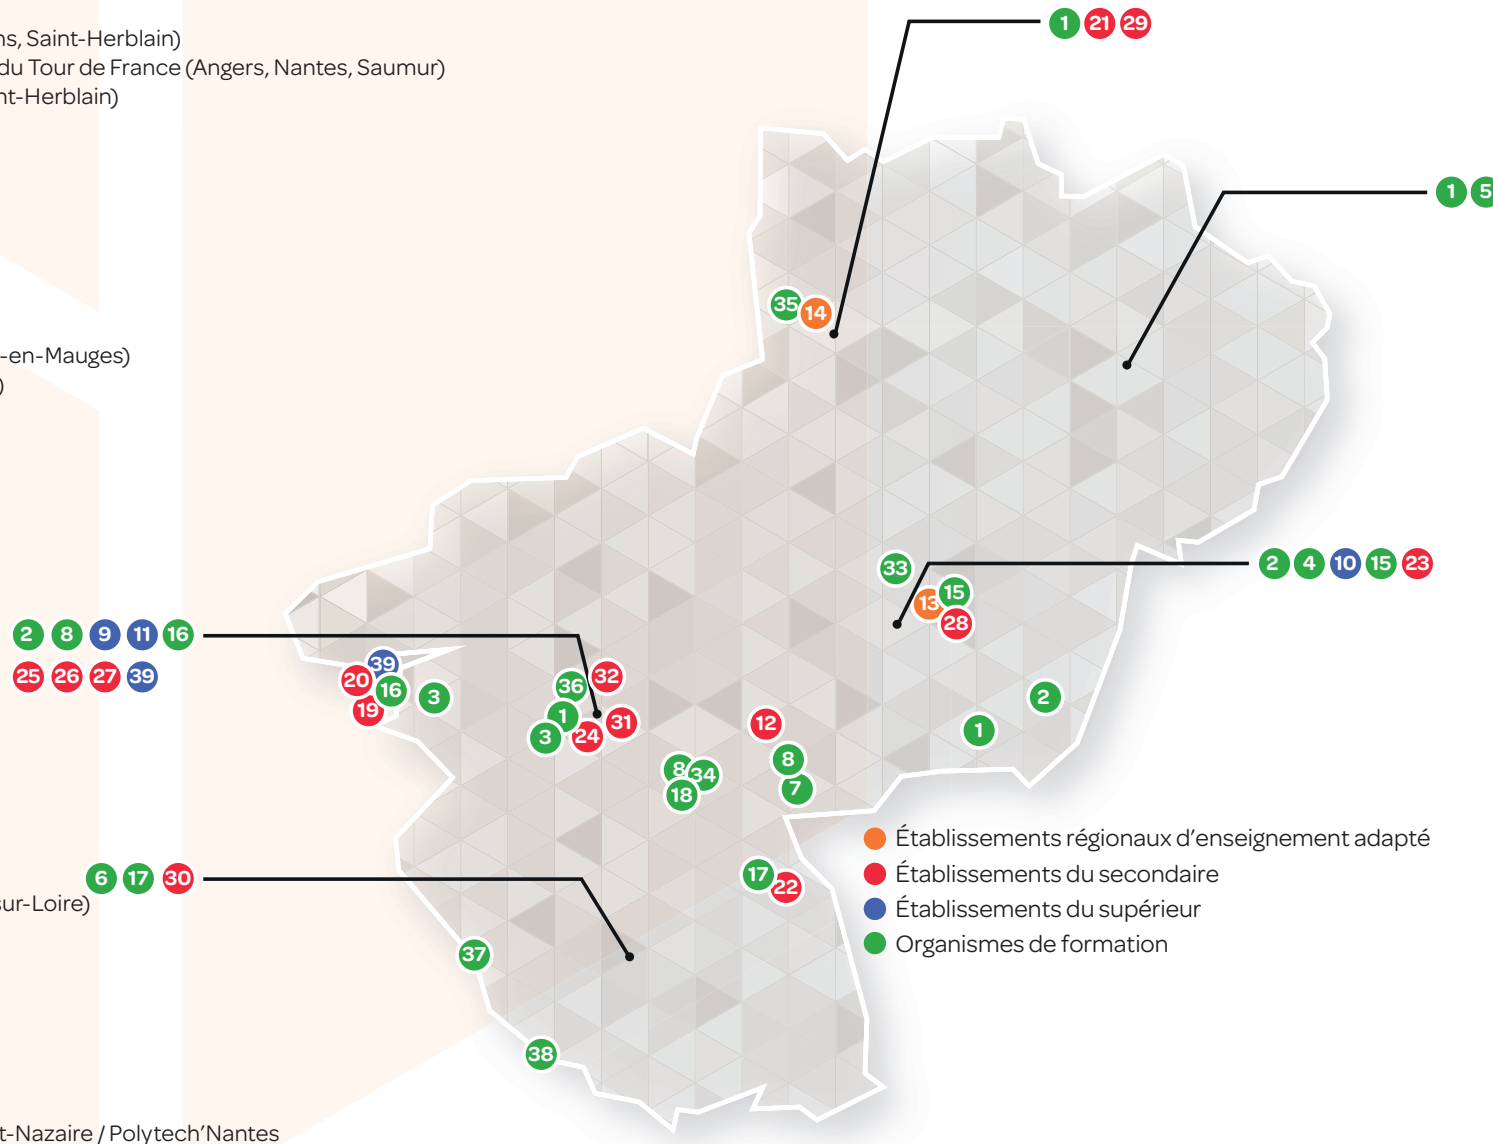 ns, Saint-Herblain)
du Tour de France (Angers, Nantes, Saumur)
nt-Herblain)
1 21 29
1 5
35 14
-en-Mauges)
)
33
2 4 10 15 23
13 15
28
2 8 9 11 16
25 26 27 39
39
20 16 3
19
36 32
1 31
3 24
12
2
1
8 34
18
8
7
Établissements régionaux d'enseignement adapté
Établissements du secondaire
Établissements du supérieur
Organismes de formation
17 22
6 17 30
sur-Loire)
37
38
t-Nazaire / Polytech'Nantes